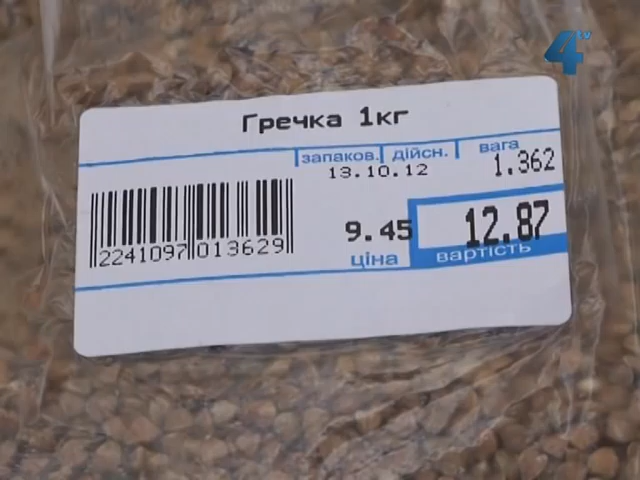 4
Гречка 1кг
запаков. дійсн. вага
13.10.12 1.362
2241097 013629
9.45 12.87
ціна вартість